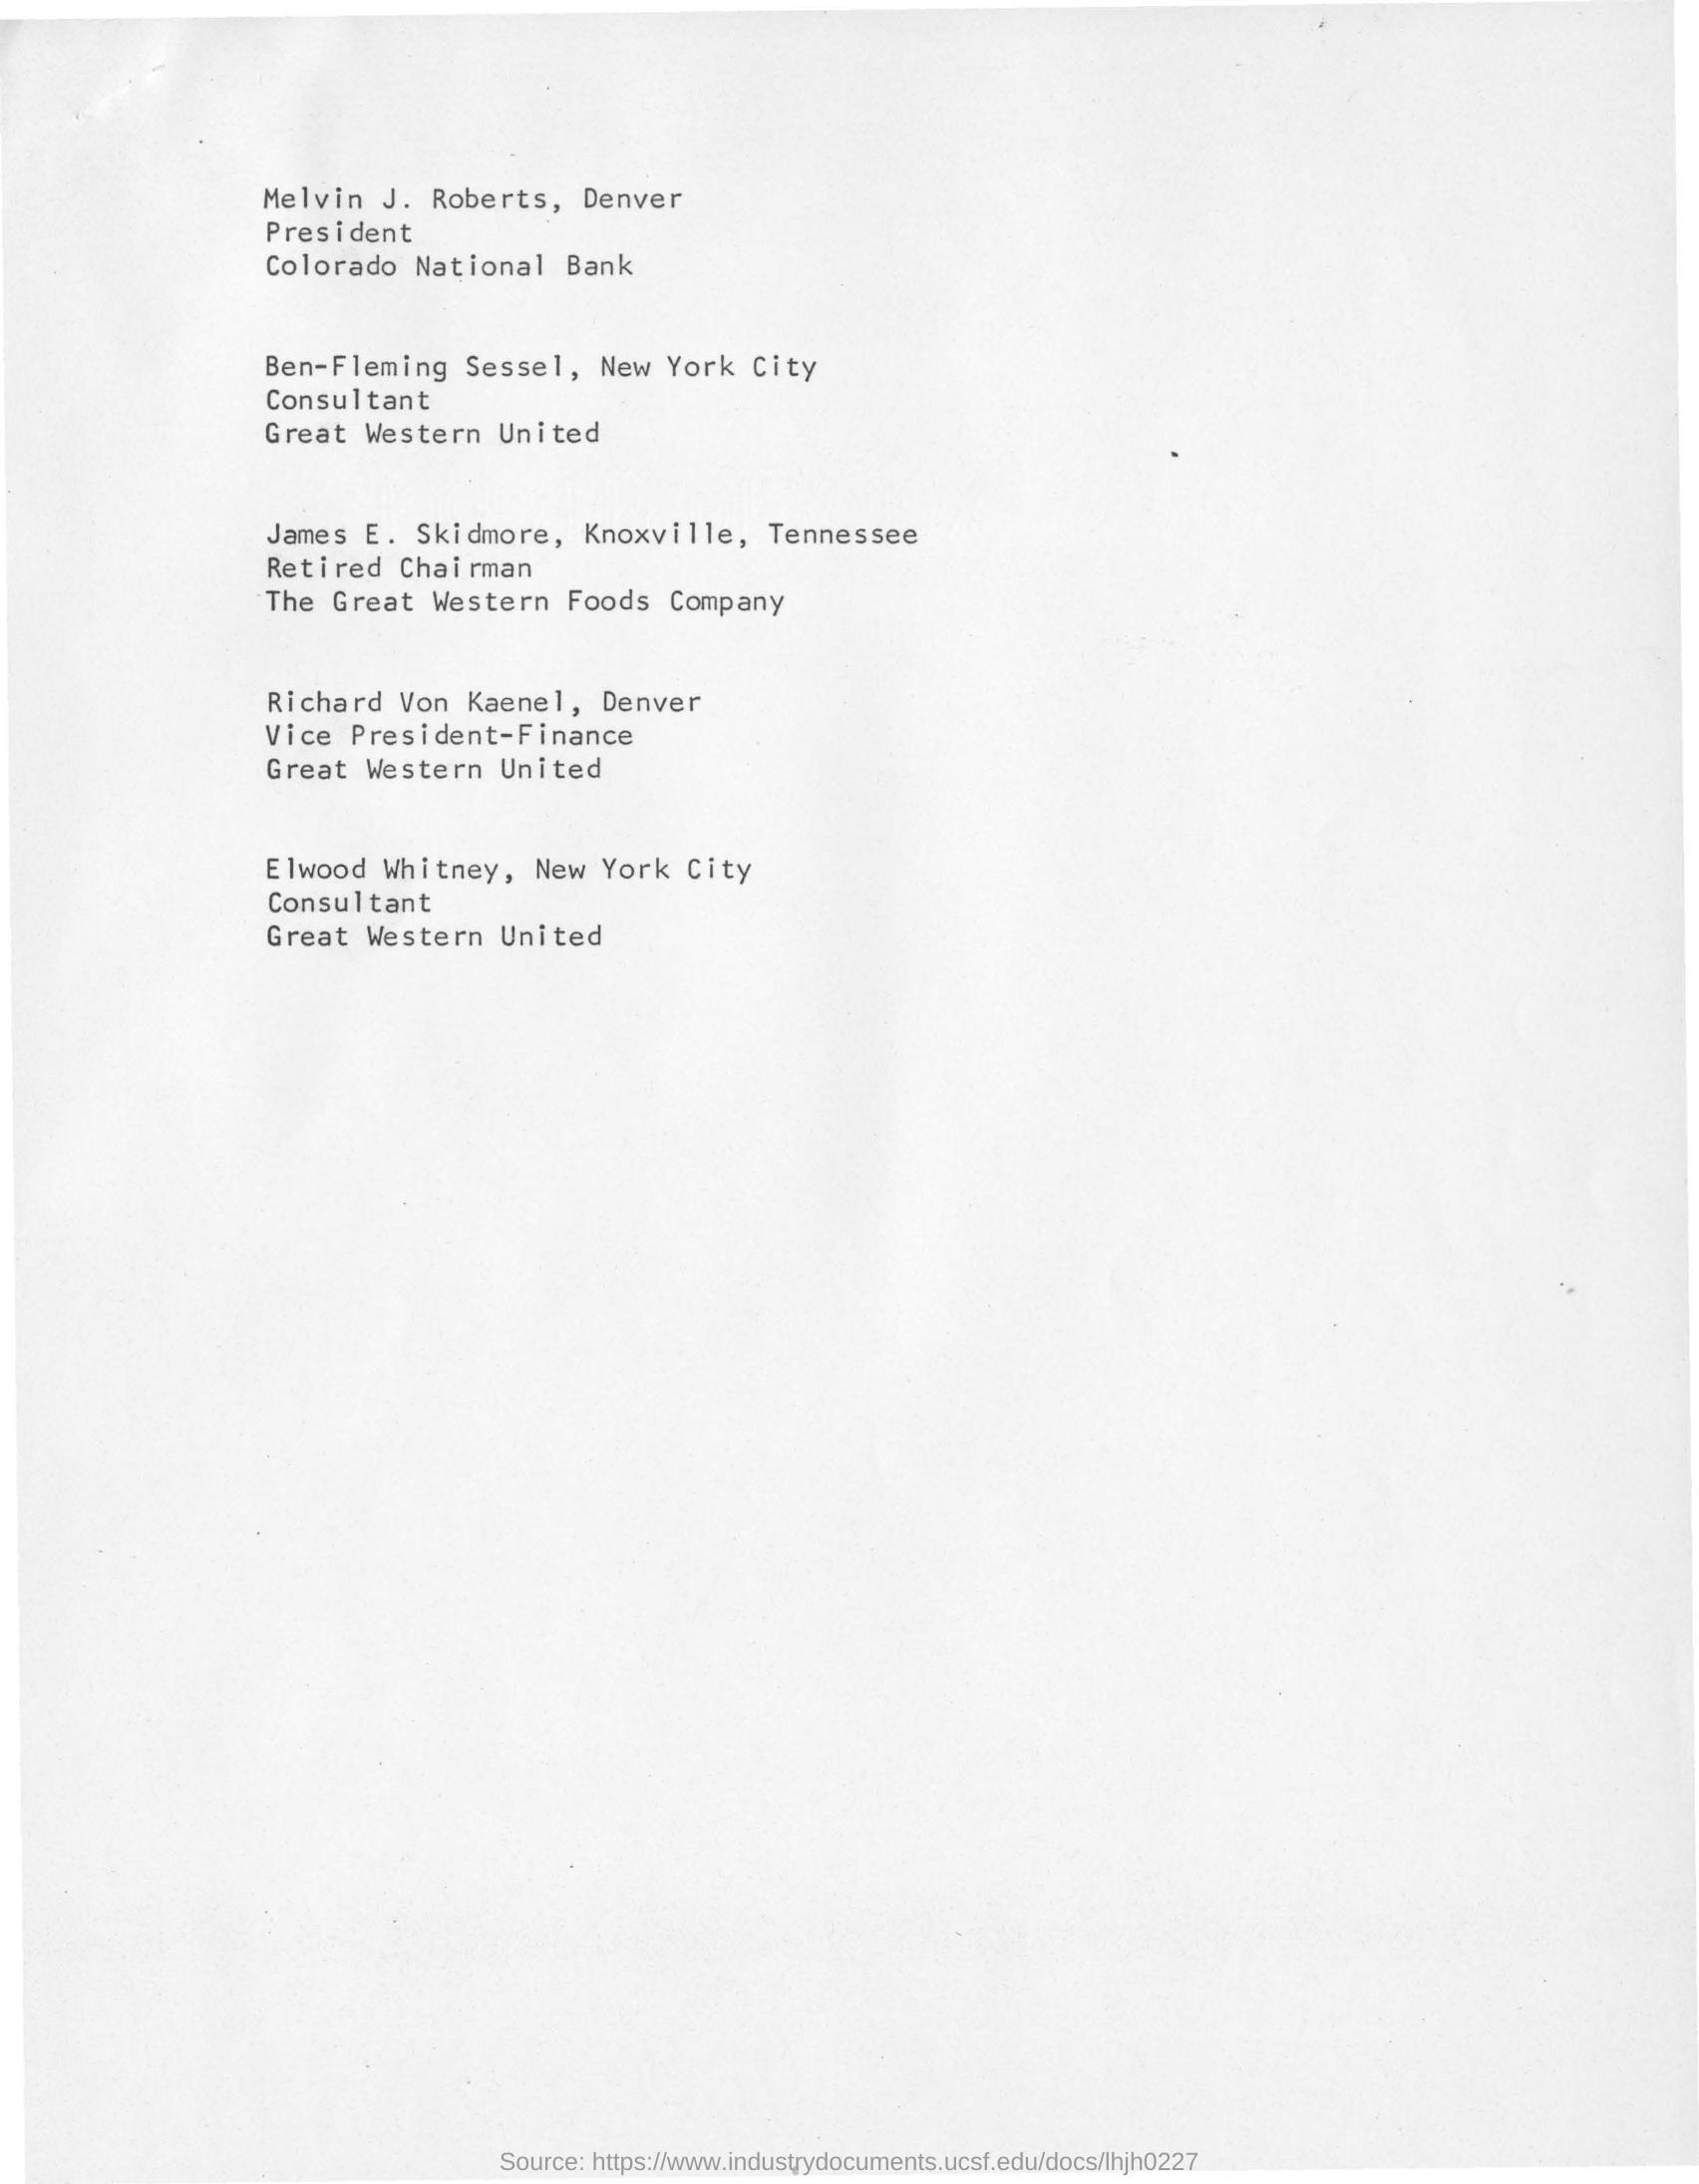 Melvin J. Roberts, Denver
President
Colorado National Bank
Ben-Fleming Sessel, New York City
Consultant
Great Western United
James E. Skidmore, Knoxville, Tennessee
Retired Chairman
The Great Western Foods Company
Richard Von Kaenel, Denver
Vice President-Finance
Great Western United
Elwood Whitney, New York City
Consultant
Great Western United
Source: https://www.industrydocuments.ucsf.edu/docs/lhjh0227